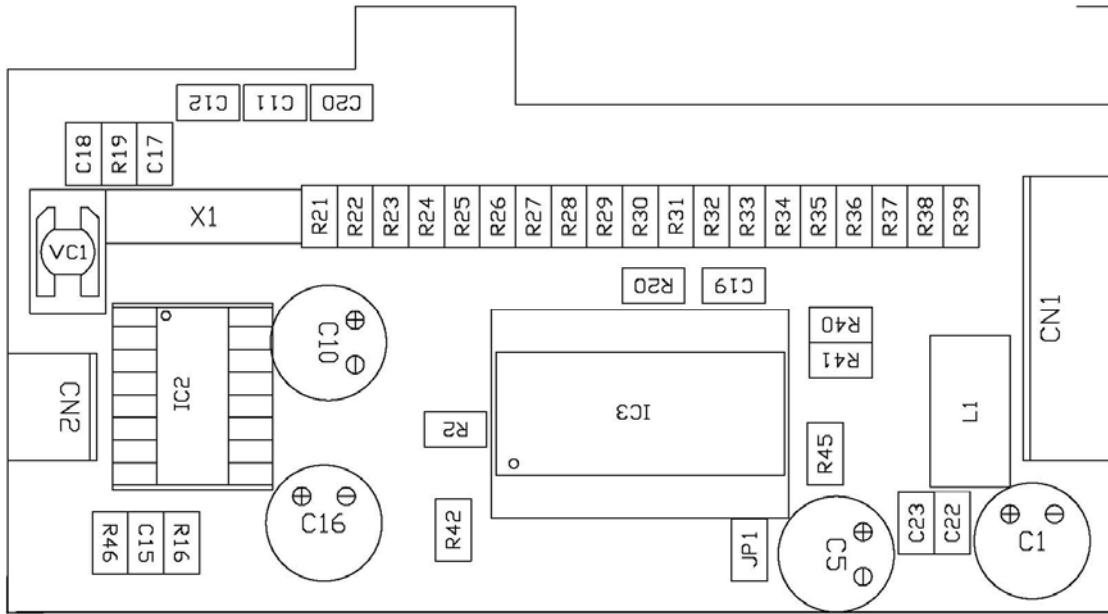 C12 C11 C20
C18 R19 C17
X1 R21 R22 R23 R24 R25 R26 R27 R28 R29 R30 R31 R32 R33 R34 R35 R36 R37 R38 R39
VC1
R20 C19
CN1
C10
R40
R41
CN2
IC2
IC3
L1
R2
R45
C16
R42
C23 C22
R46 C15 R16
JP1
C5
C1